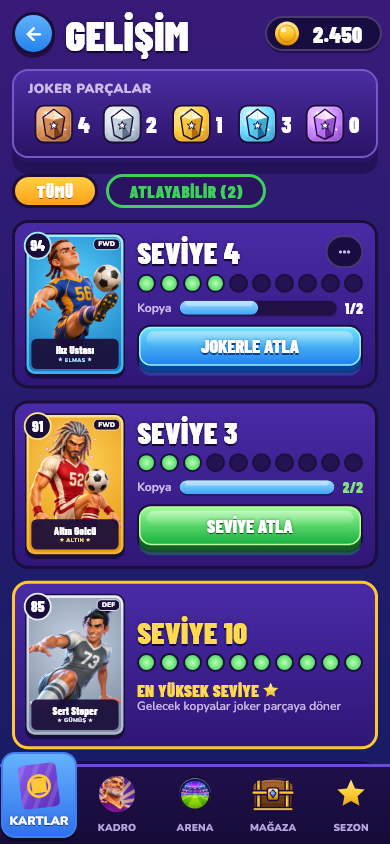 GELİŞİM
2.450
JOKER PARÇALAR
4
2
1
3
0
TÜMÜ
ATLAYABİLİR (2)
94
FWD
56
Hız Ustası
★ ELMAS ★
SEVİYE 4
...
Kopya
1/2
JOKERLE ATLA
91
FWD
52
Altın Golcü
★ ALTIN ★
SEVİYE 3
Kopya
2/2
SEVİYE ATLA
85
DEF
73
Sert Stoper
★ GÜMÜŞ ★
SEVİYE 10
EN YÜKSEK SEVİYE ★
Gelecek kopyalar joker parçaya döner
KARTLAR
KADRO
ARENA
MAĞAZA
SEZON